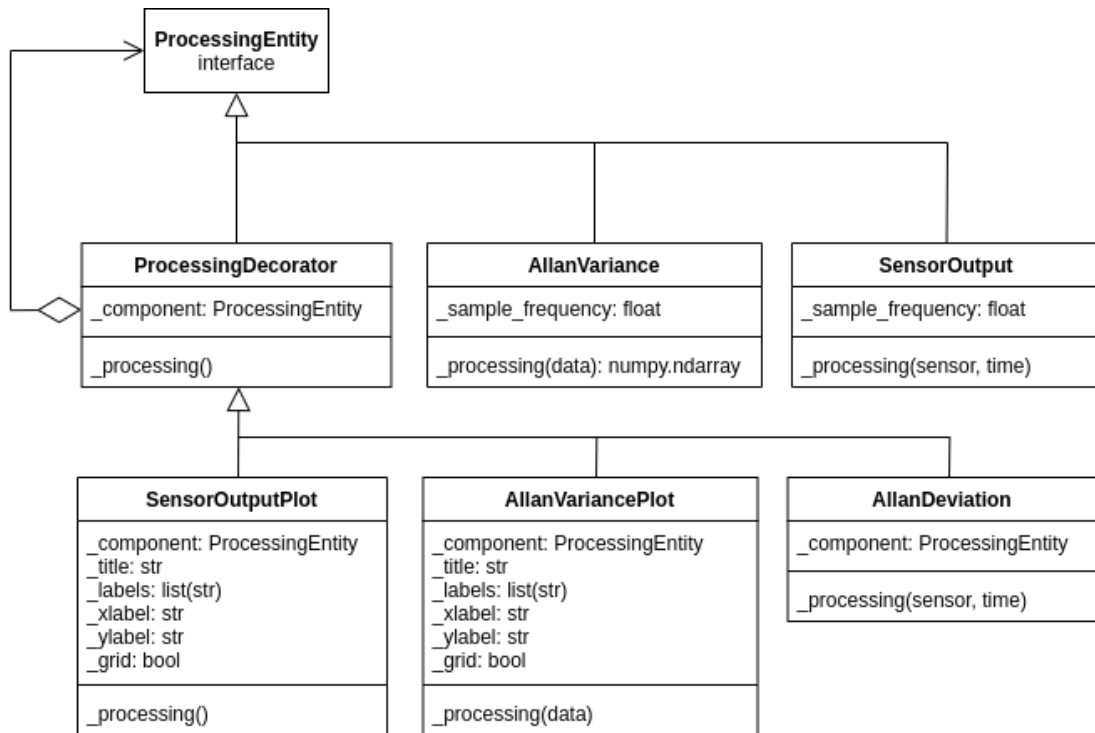 ProcessingEntity
interface
ProcessingDecorator
_component: ProcessingEntity
_processing()
AllanVariance
_sample_frequency: float
_processing(data): numpy.ndarray
SensorOutput
_sample_frequency: float
_processing(sensor, time)
SensorOutputPlot
_component: ProcessingEntity
_title: str
_labels: list(str)
_xlabel: str
_ylabel: str
_grid: bool
_processing()
AllanVariancePlot
_component: ProcessingEntity
_title: str
_labels: list(str)
_xlabel: str
_ylabel: str
_grid: bool
_processing(data)
AllanDeviation
_component: ProcessingEntity
_processing(sensor, time)